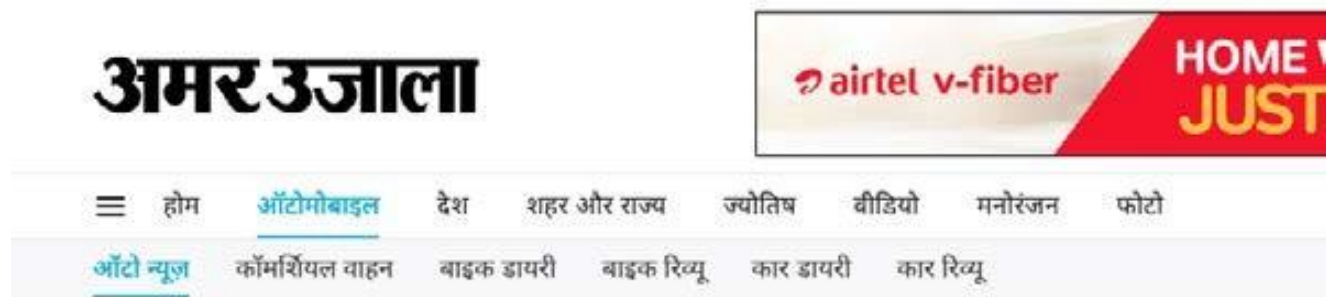 अमर उजाला
airtel v-fiber
HOME
JUST
होम ऑटोमोबाइल देश शहर और राज्य ज्योतिष वीडियो मनोरंजन फोटो
ऑटो न्यूज़ कॉमर्शियल वाहन बाइक डायरी बाइक रिव्यू कार डायरी कार रिव्यू